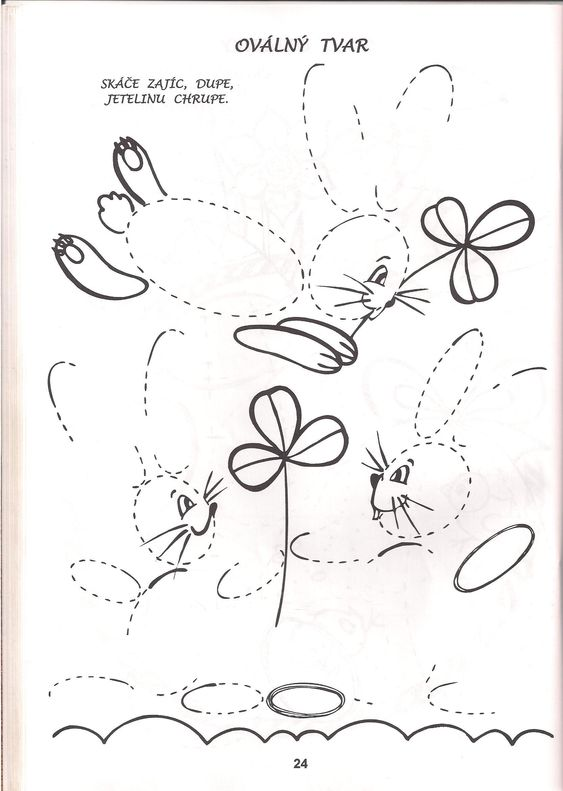 OVÁLNÝ TVAR
SKÁČE ZAJÍC, DUPE,
JETELINU CHRUPE.
24